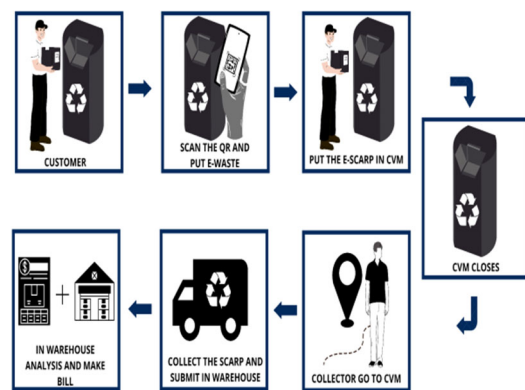 CUSTOMER
SCAN THE QR AND
PUT E-WASTE
PUT THE E-SCARP IN CVM
CVM CLOSES
COLLECTOR GO TO CVM
COLLECT THE SCARP AND
SUBMIT IN WAREHOUSE
IN WAREHOUSE
ANALYSIS AND MAKE
BILL